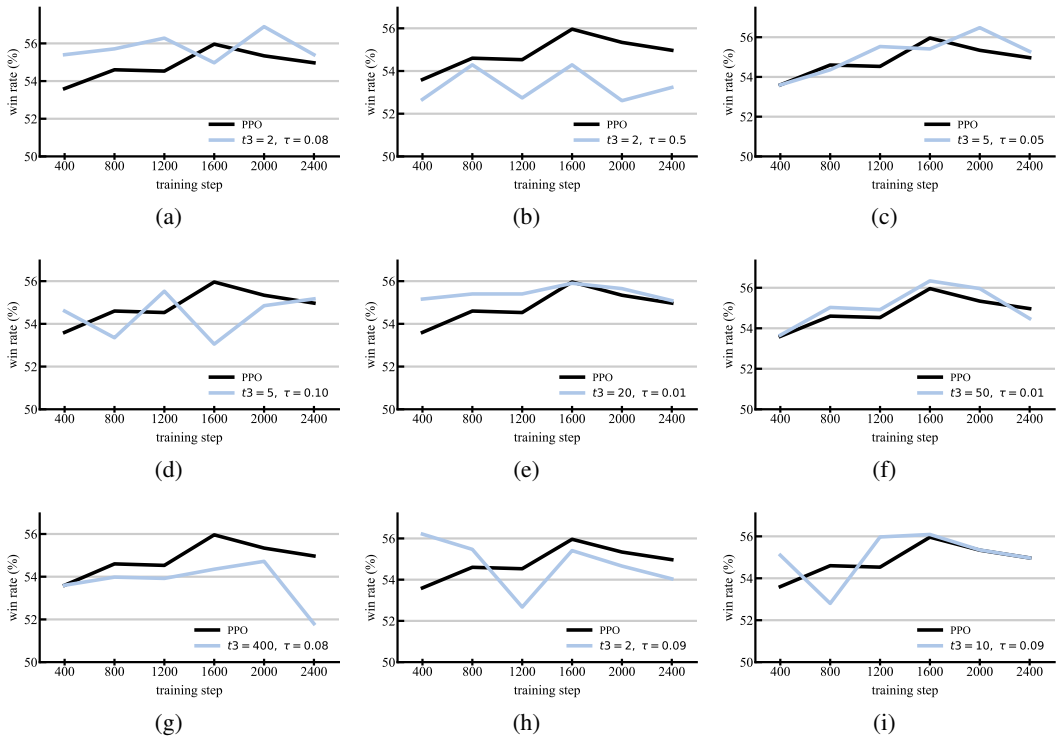 win rate (%)
56
54
52
50
PPO
t3 = 2, τ = 0.08
400 800 1200 1600 2000 2400
training step
(a)
win rate (%)
56
54
52
50
PPO
t3 = 2, τ = 0.5
400 800 1200 1600 2000 2400
training step
(b)
win rate (%)
56
54
52
50
PPO
t3 = 5, τ = 0.05
400 800 1200 1600 2000 2400
training step
(c)
win rate (%)
56
54
52
50
PPO
t3 = 5, τ = 0.10
400 800 1200 1600 2000 2400
training step
(d)
win rate (%)
56
54
52
50
PPO
t3 = 20, τ = 0.01
400 800 1200 1600 2000 2400
training step
(e)
win rate (%)
56
54
52
50
PPO
t3 = 50, τ = 0.01
400 800 1200 1600 2000 2400
training step
(f)
win rate (%)
56
54
52
50
PPO
t3 = 400, τ = 0.08
400 800 1200 1600 2000 2400
training step
(g)
win rate (%)
56
54
52
50
PPO
t3 = 2, τ = 0.09
400 800 1200 1600 2000 2400
training step
(h)
win rate (%)
56
54
52
50
PPO
t3 = 10, τ = 0.09
400 800 1200 1600 2000 2400
training step
(i)